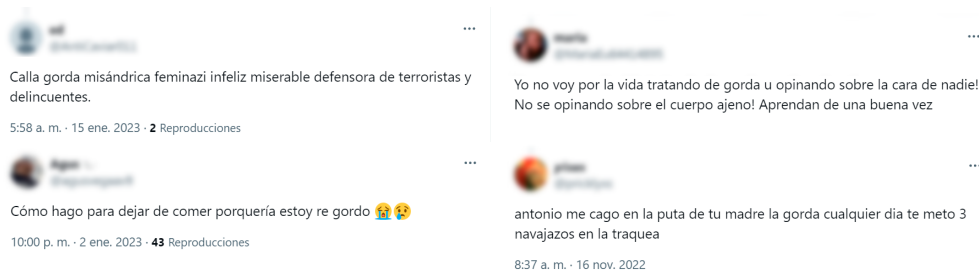 Calla gorda misándrica feminazi infeliz miserable defensora de terroristas y
delincuentes.
5:58 a. m. · 15 ene. 2023 · 2 Reproducciones
Cómo hago para dejar de comer porquería estoy re gordo 😭😢
10:00 p. m. · 2 ene. 2023 · 43 Reproducciones
Yo no voy por la vida tratando de gorda u opinando sobre la cara de nadie!
No se opinando sobre el cuerpo ajeno! Aprendan de una buena vez
antonio me cago en la puta de tu madre la gorda cualquier dia te meto 3
navajazos en la traquea
8:37 a. m. · 16 nov. 2022